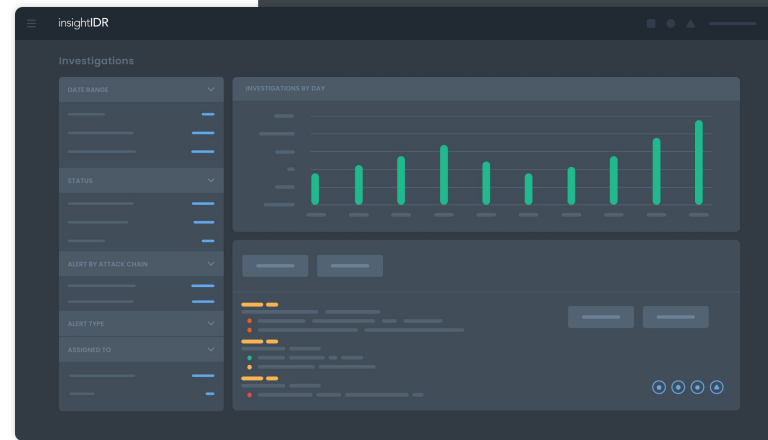 insightIDR
Investigations
DATE RANGE
INVESTIGATIONS BY DAY
STATUS
ALERT BY ATTACK CHAIN
ALERT TYPE
ASSIGNED TO